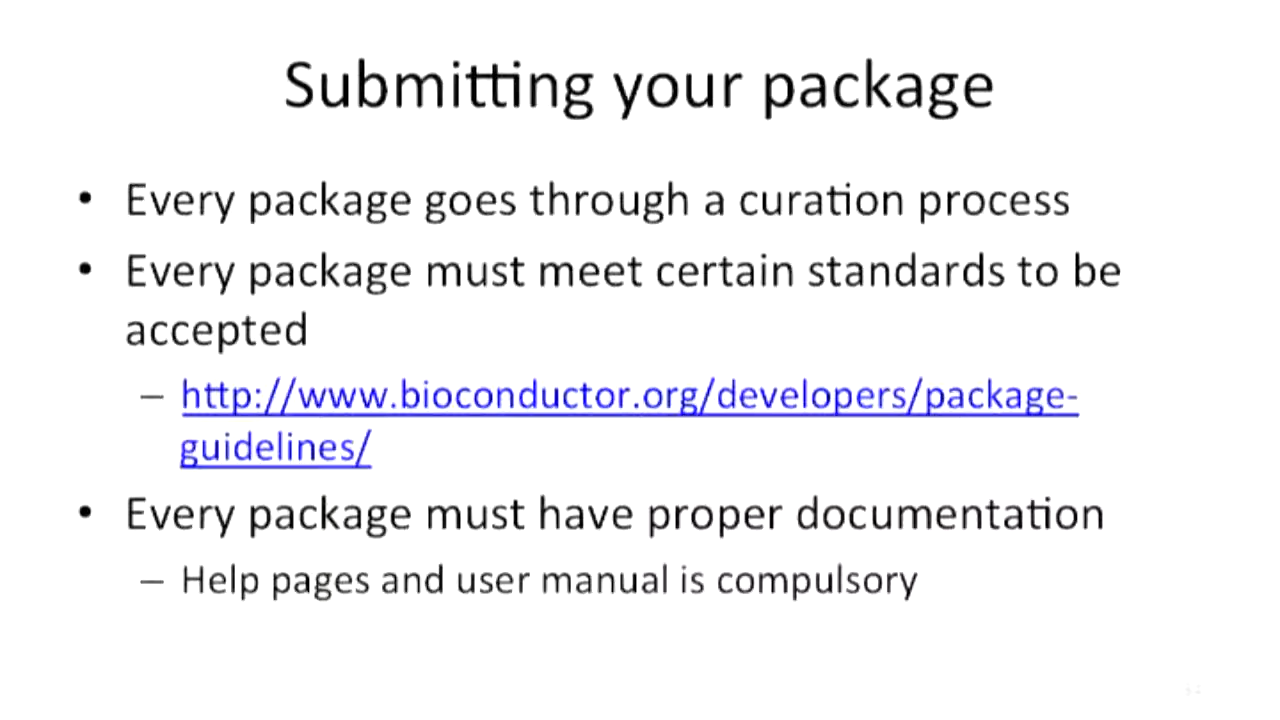 Submitting your package
• Every package goes through a curation process
• Every package must meet certain standards to be
accepted
– http://www.bioconductor.org/developers/package-
guidelines/
• Every package must have proper documentation
– Help pages and user manual is compulsory